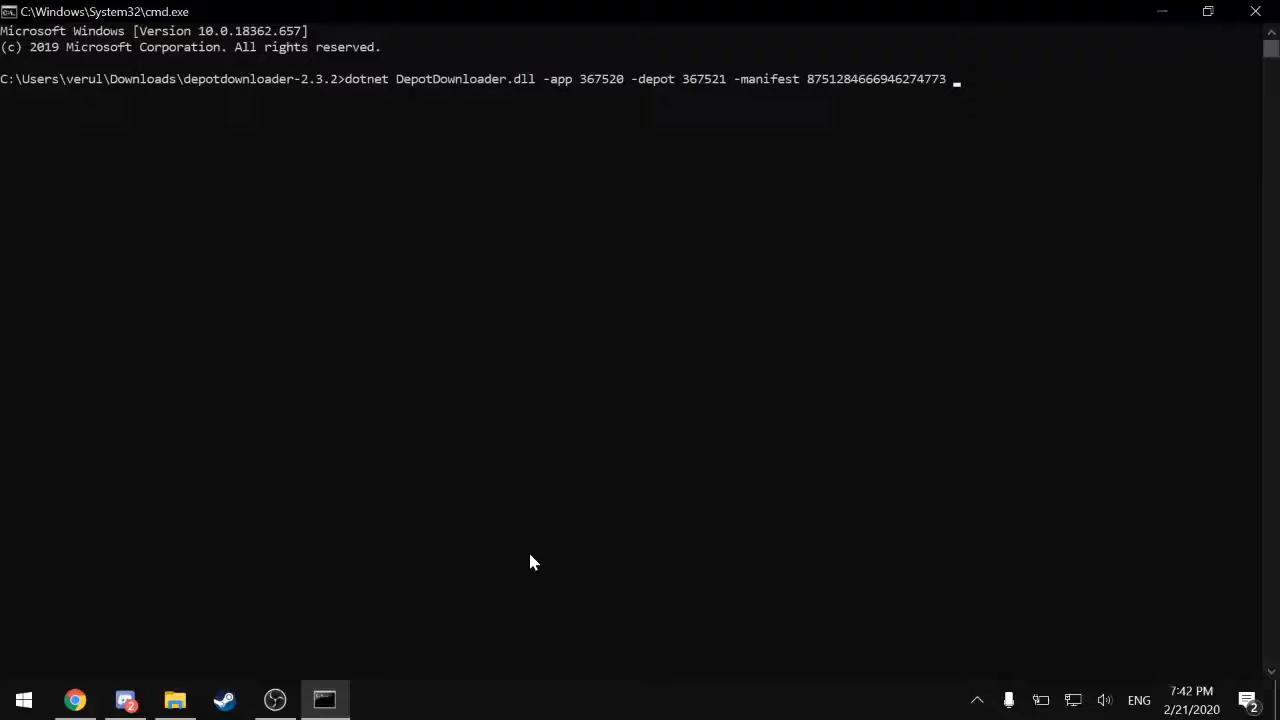 C:\Windows\System32\cmd.exe
Microsoft Windows [Version 10.0.18362.657]
(c) 2019 Microsoft Corporation. All rights reserved.
C:\Users\verul\Downloads\depotdownloader-2.3.2>dotnet DepotDownloader.dll -app 367520 -depot 367521 -manifest 8751284666946274773
ENG
7:42 PM
2/21/2020
2
2